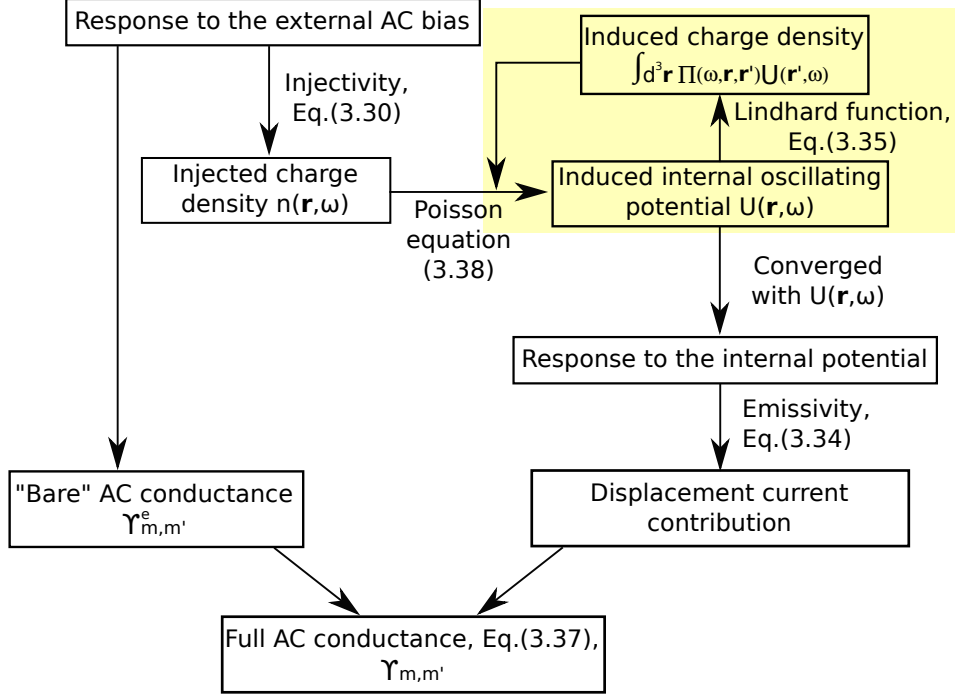 Response to the external AC bias
Induced charge density
∫d³𝐫 Π(ω,𝐫,𝐫')U(𝐫',ω)
Injectivity,
Eq.(3.30)
Lindhard function,
Eq.(3.35)
Injected charge
density n(𝐫,ω)
Poisson
equation
(3.38)
Induced internal oscillating
potential U(𝐫,ω)
Converged
with U(𝐫,ω)
Response to the internal potential
Emissivity,
Eq.(3.34)
"Bare" AC conductance
ϒᵉm,m'
Displacement current
contribution
Full AC conductance, Eq.(3.37),
ϒm,m'